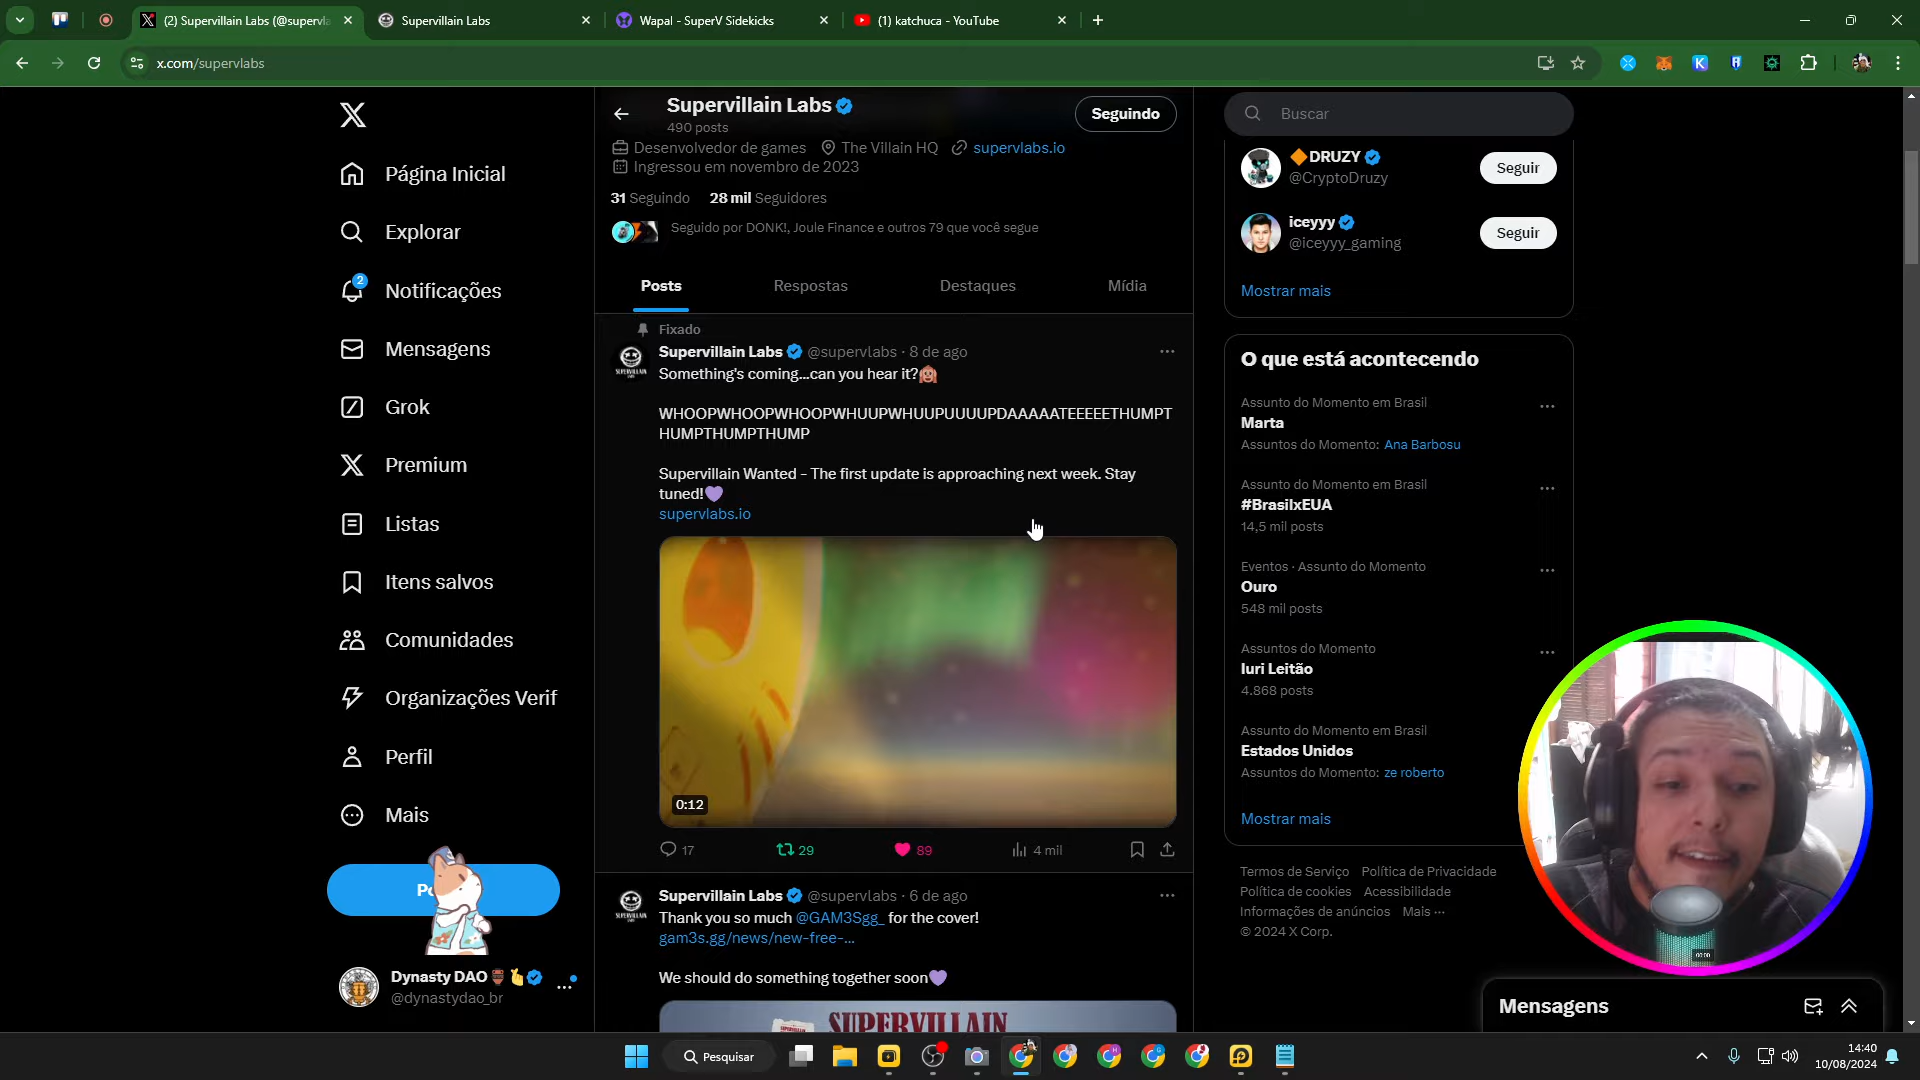 (2) Supervillain Labs (@supervla
Supervillain Labs
Wapal - SuperV Sidekicks
(1) katchuca - YouTube
x.com/supervlabs
Supervillain Labs
490 posts
Seguindo
Desenvolvedor de games
The Villain HQ
supervlabs.io
Ingressou em novembro de 2023
31 Seguindo
28 mil Seguidores
Seguido por DONK!, Joule Finance e outros 79 que você segue
Posts
Respostas
Destaques
Mídia
Página Inicial
Explorar
2
Notificações
Mensagens
Grok
Premium
Listas
Itens salvos
Comunidades
Organizações Verif
Perfil
Mais
Dynasty DAO
@dynastydao_br
Fixado
Supervillain Labs @supervlabs · 8 de ago
Something's coming...can you hear it?
WHOOPWHOOPWHOOPWHUUPWHUUPUUUUPDAAAAATEEEEETHUMPT
HUMPTHUMPTHUMP
Supervillain Wanted - The first update is approaching next week. Stay
tuned!
supervlabs.io
0:12
17
29
89
4 mil
Supervillain Labs @supervlabs · 6 de ago
Thank you so much @GAM3Sgg_ for the cover!
gam3s.gg/news/new-free-...
We should do something together soon
SUPERVILLAIN
Buscar
DRUZY
@CryptoDruzy
Seguir
iceyyy
@iceyyy_gaming
Seguir
Mostrar mais
O que está acontecendo
Assunto do Momento em Brasil
Marta
Assuntos do Momento: Ana Barbosu
Assunto do Momento em Brasil
#BrasilxEUA
14,5 mil posts
Eventos · Assunto do Momento
Ouro
548 mil posts
Assuntos do Momento
Iuri Leitão
4.868 posts
Assunto do Momento em Brasil
Estados Unidos
Assuntos do Momento: ze roberto
Mostrar mais
Termos de Serviço Política de Privacidade
Política de cookies Acessibilidade
Informações de anúncios Mais ···
© 2024 X Corp.
Mensagens
00:00
Pesquisar
14:40
10/08/2024